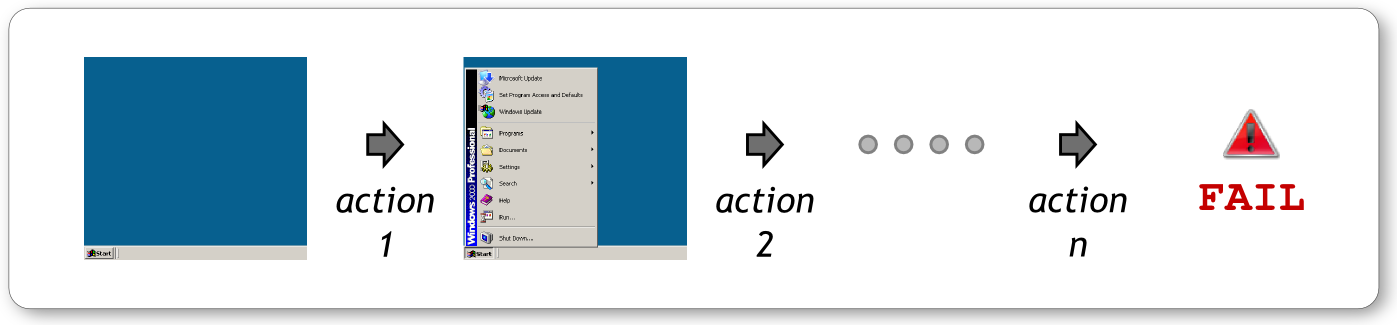 Start
action
1
Windows 2000 Professional
Microsoft Update
Set Program Access and Defaults
Windows Update
Programs
Documents
Settings
Search
Help
Run...
Shut Down...
Start
action
2
action
n
FAIL